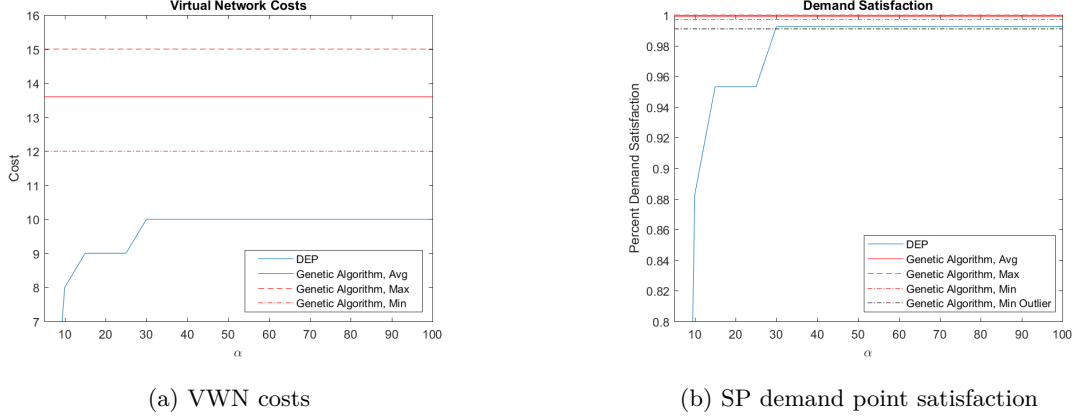 Virtual Network Costs
16
15
14
13
12
11
10
9
8
7
Cost
10 20 30 40 50 60 70 80 90 100
α
DEP
Genetic Algorithm, Avg
Genetic Algorithm, Max
Genetic Algorithm, Min
(a) VWN costs
Demand Satisfaction
1
0.98
0.96
0.94
0.92
0.9
0.88
0.86
0.84
0.82
0.8
Percent Demand Satisfaction
10 20 30 40 50 60 70 80 90 100
α
DEP
Genetic Algorithm, Avg
Genetic Algorithm, Max
Genetic Algorithm, Min
Genetic Algorithm, Min Outlier
(b) SP demand point satisfaction